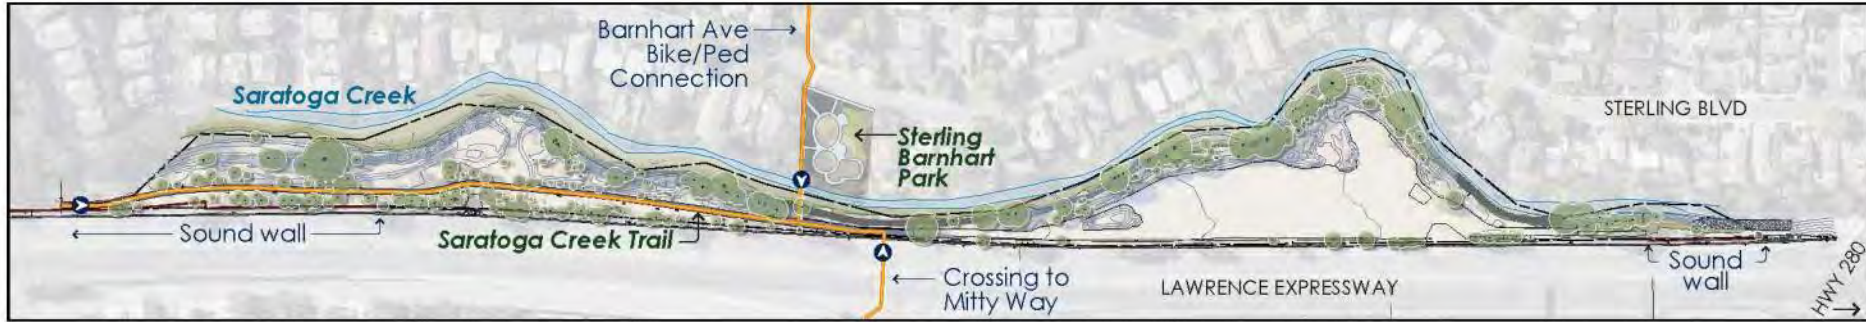 Barnhart Ave
Bike/Ped
Connection
Saratoga Creek
STERLING BLVD
Sterling
Barnhart
Park
Sound wall
Saratoga Creek Trail
Crossing to
Mitty Way
LAWRENCE EXPRESSWAY
Sound
wall
HWY 280